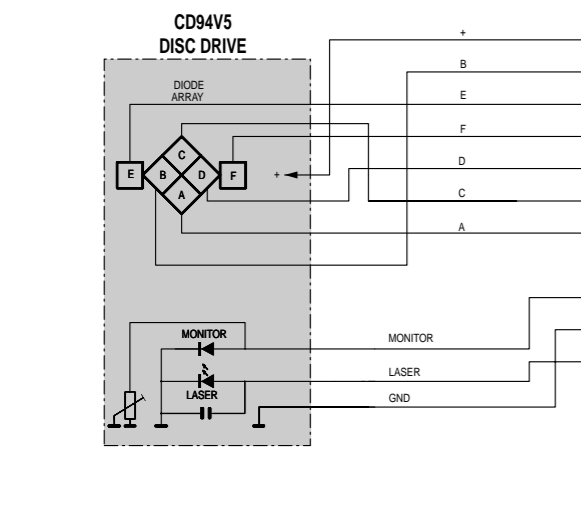 CD94V5
DISC DRIVE
+
B
DIODE
ARRAY
E
F
C
D
E
B
D
F
+
A
C
A
MONITOR
MONITOR
LASER
LASER
GND